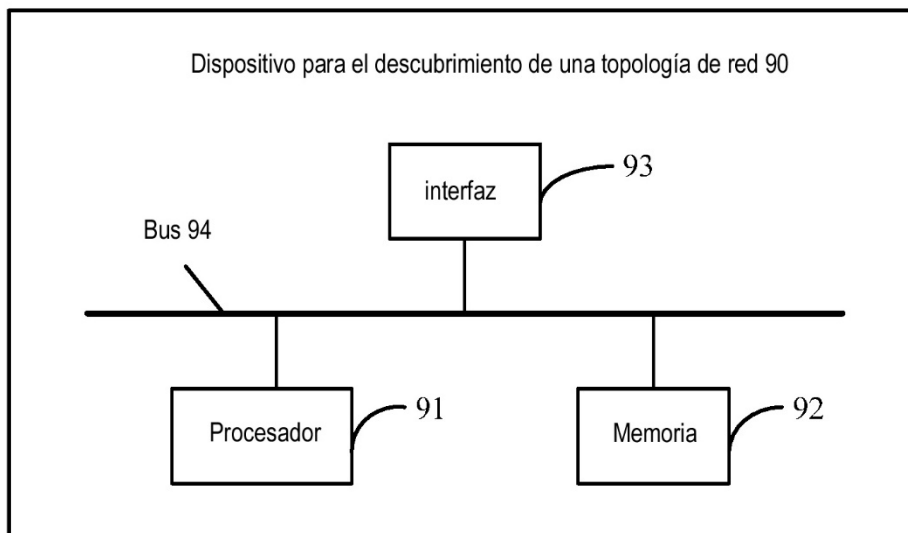 Dispositivo para el descubrimiento de una topología de red 90
interfaz
93
Bus 94
Procesador
91
Memoria
92